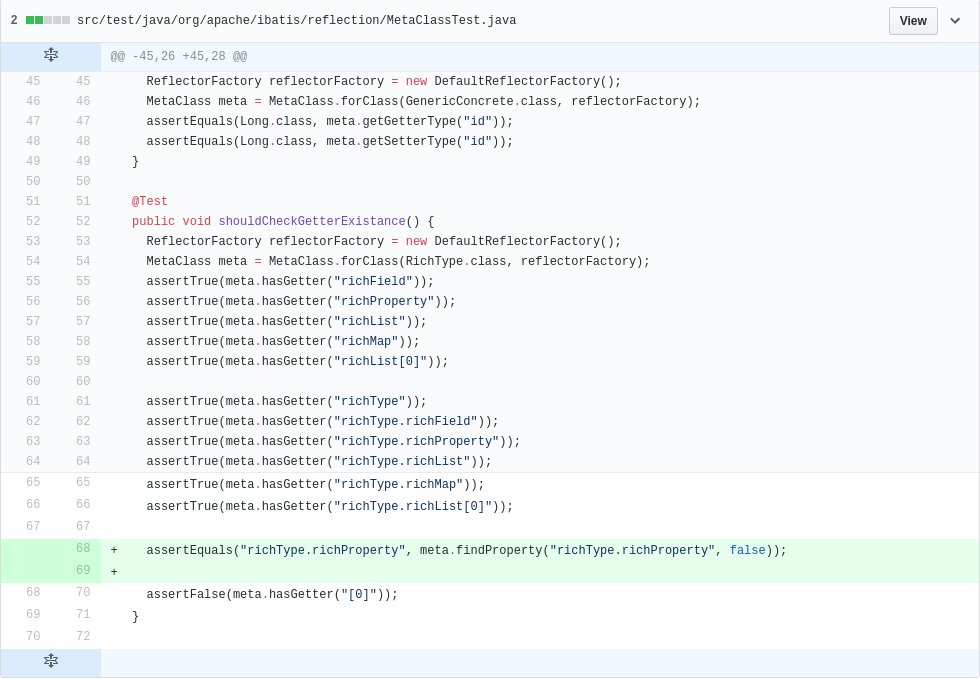 2 src/test/java/org/apache/ibatis/reflection/MetaClassTest.java View
@@ -45,26 +45,28 @@
45 45 ReflectorFactory reflectorFactory = new DefaultReflectorFactory();
46 46 MetaClass meta = MetaClass.forClass(GenericConcrete.class, reflectorFactory);
47 47 assertEquals(Long.class, meta.getGetterType("id"));
48 48 assertEquals(Long.class, meta.getSetterType("id"));
49 49 }
50 50
51 51 @Test
52 52 public void shouldCheckGetterExistance() {
53 53 ReflectorFactory reflectorFactory = new DefaultReflectorFactory();
54 54 MetaClass meta = MetaClass.forClass(RichType.class, reflectorFactory);
55 55 assertTrue(meta.hasGetter("richField"));
56 56 assertTrue(meta.hasGetter("richProperty"));
57 57 assertTrue(meta.hasGetter("richList"));
58 58 assertTrue(meta.hasGetter("richMap"));
59 59 assertTrue(meta.hasGetter("richList[0]"));
60 60
61 61 assertTrue(meta.hasGetter("richType"));
62 62 assertTrue(meta.hasGetter("richType.richField"));
63 63 assertTrue(meta.hasGetter("richType.richProperty"));
64 64 assertTrue(meta.hasGetter("richType.richList"));
65 65 assertTrue(meta.hasGetter("richType.richMap"));
66 66 assertTrue(meta.hasGetter("richType.richList[0]"));
67 67
68 + assertEquals("richType.richProperty", meta.findProperty("richType.richProperty", false));
69 +
68 70 assertFalse(meta.hasGetter("[0]"));
69 71 }
70 72